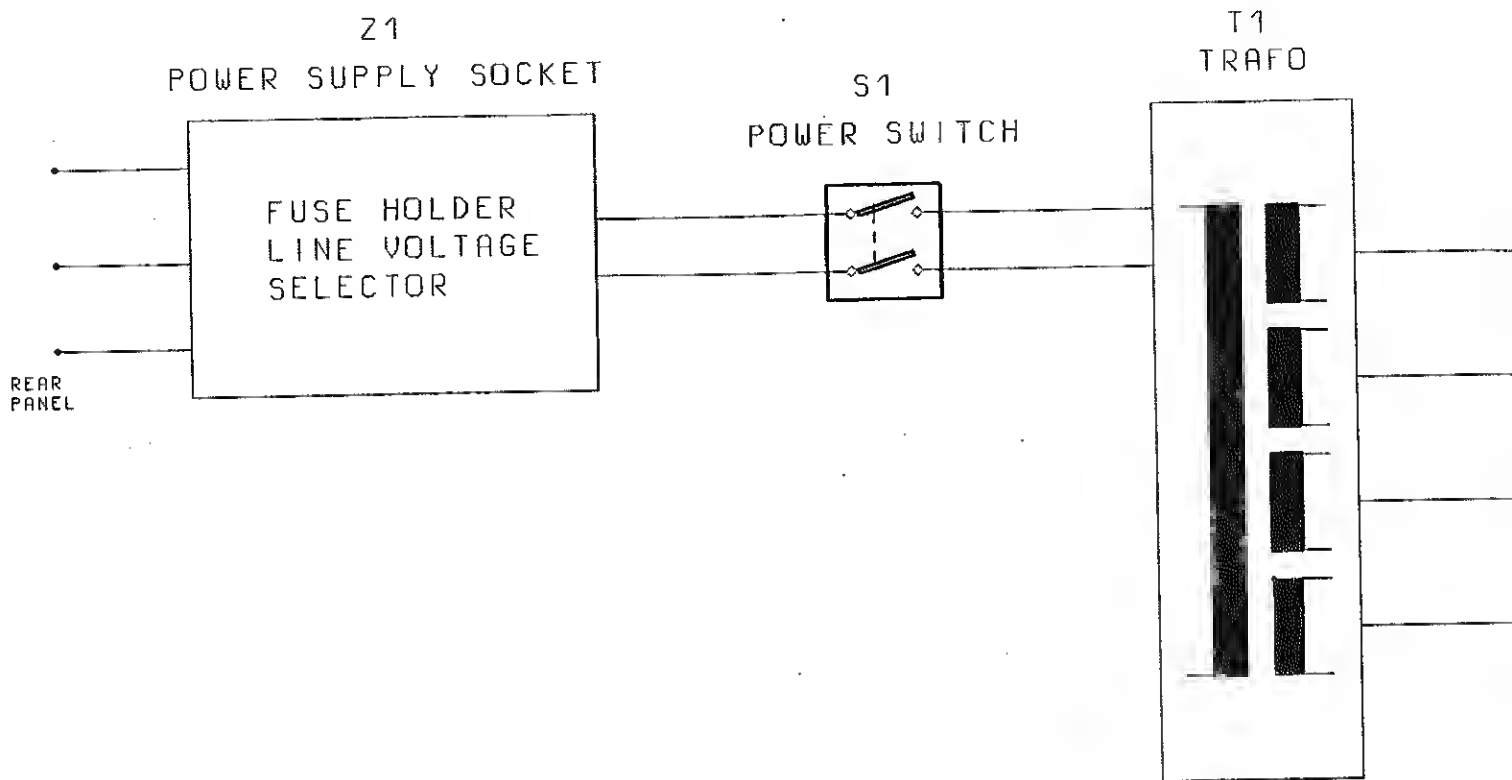 Z1
POWER SUPPLY SOCKET
FUSE HOLDER
LINE VOLTAGE
SELECTOR
REAR
PANEL
S1
POWER SWITCH
T1
TRAFO